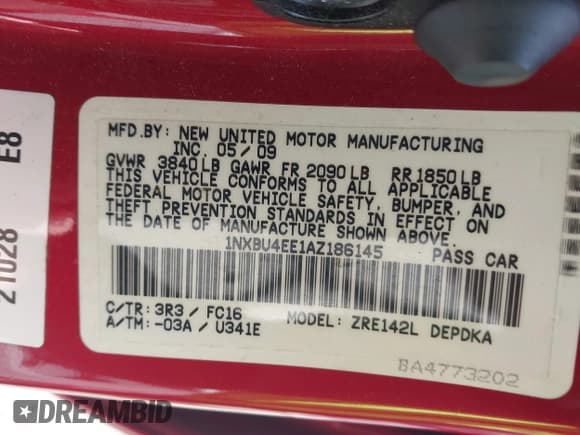 MFD.BY: NEW UNITED MOTOR MANUFACTURING
INC. 05/09
GVWR 3840LB GAWR FR 2090LB RR 1850LB
THIS VEHICLE CONFORMS TO ALL APPLICABLE
FEDERAL MOTOR VEHICLE SAFETY, BUMPER, AND
THEFT PREVENTION STANDARDS IN EFFECT ON
THE DATE OF MANUFACTURE SHOWN ABOVE.
1NXBU4EE1AZ186145 PASS CAR
C/TR: 3R3 / FC16
A/TM: -03A / U341E MODEL: ZRE142L DEPDKA
BA4773202
21028 E8
DREAMBID